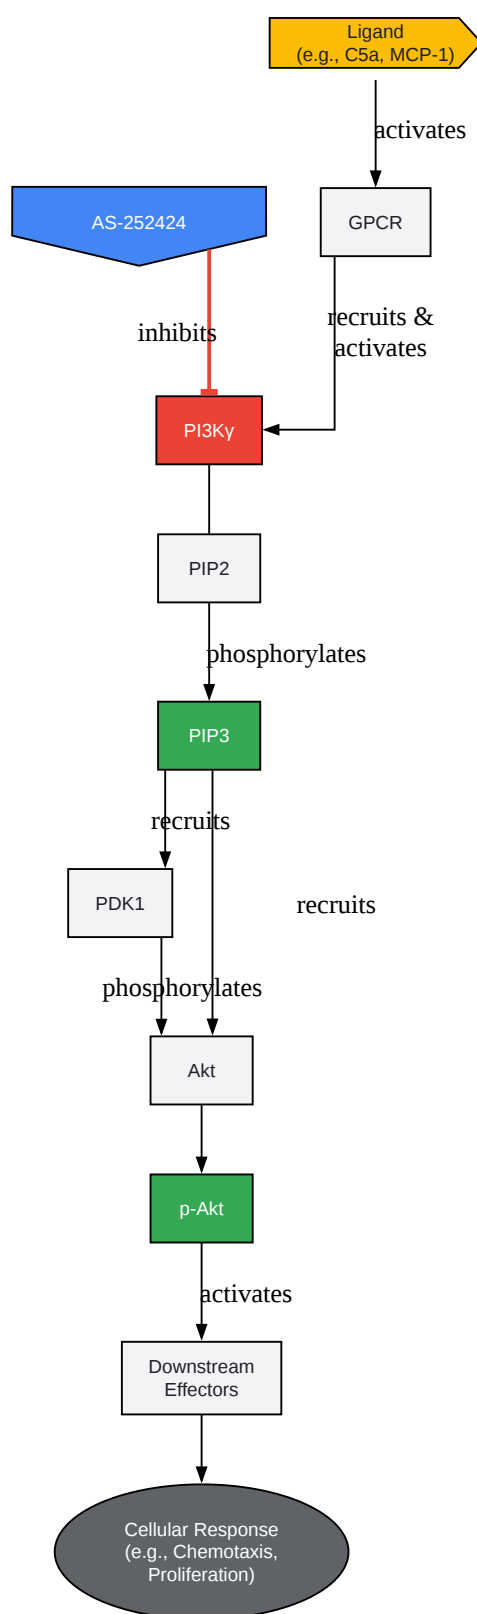 Ligand
(e.g., C5a, MCP-1)
activates
AS-252424
GPCR
inhibits
recruits &
activates
PI3Kγ
PIP2
phosphorylates
PIP3
recruits
PDK1
recruits
phosphorylates
Akt
p-Akt
activates
Downstream
Effectors
Cellular Response
(e.g., Chemotaxis,
Proliferation)